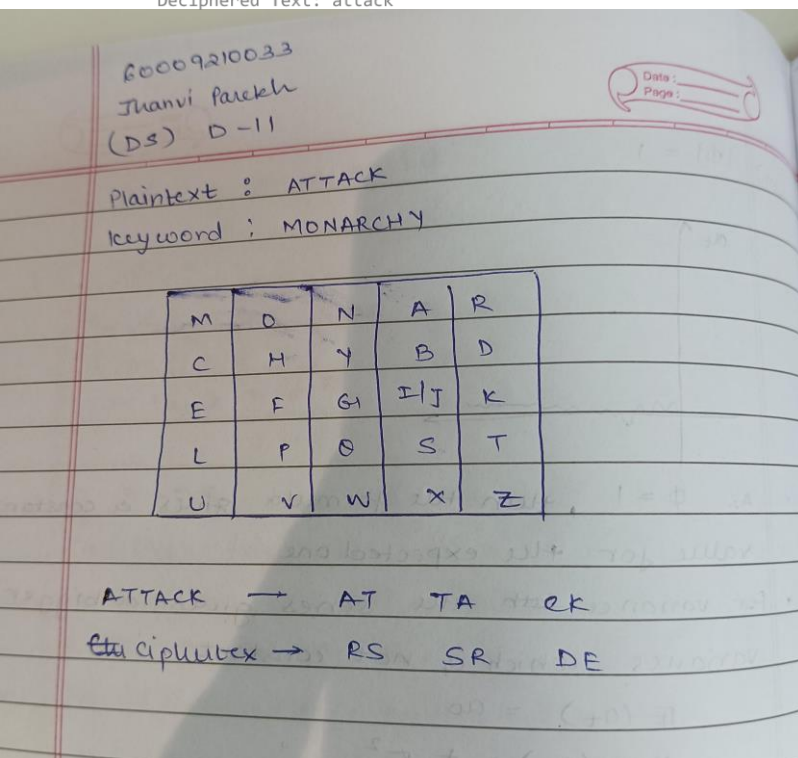 Deciphered Text: attack
60009210033
Jhanvi Parekh
(DS) D-11
Date:
Page:
Plaintext : ATTACK
keyword : MONARCHY
M O N A R
C H Y B D
E F G I/J K
L P Q S T
U V W X Z
ATTACK → AT TA CK
ciphertex → RS SR DE